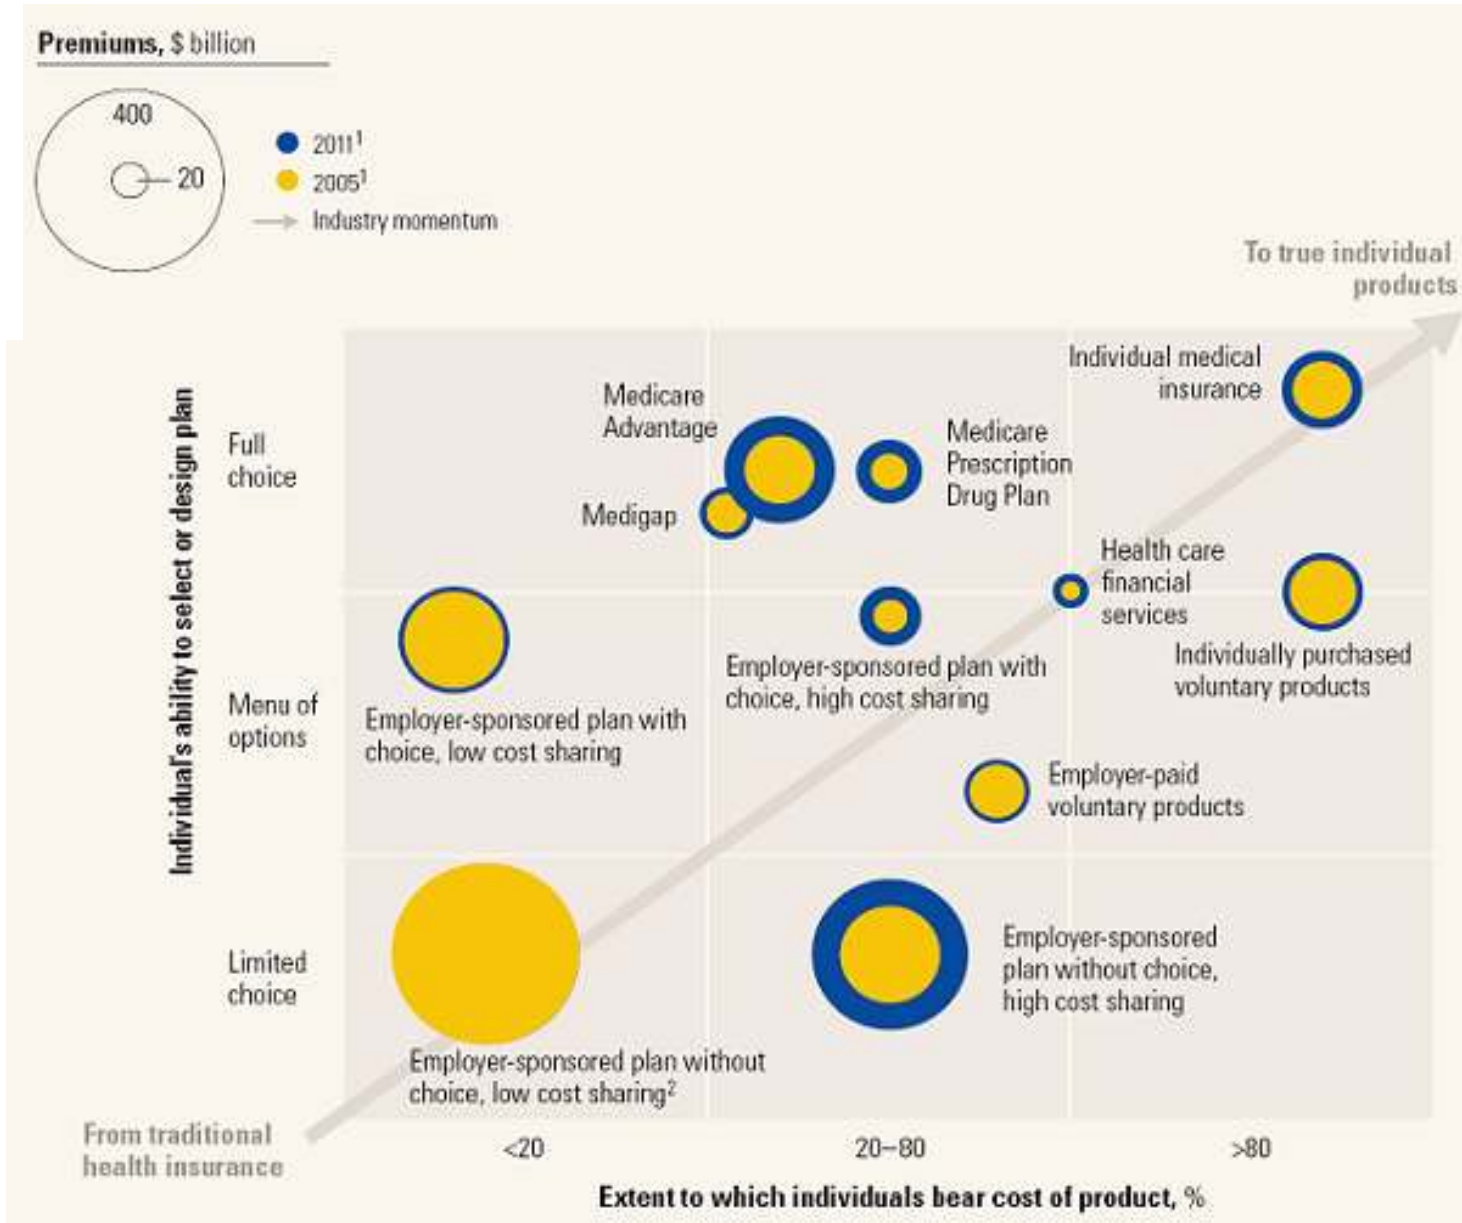 Premiums, $ billion
400
20
2011¹
2005¹
Industry momentum
To true individual
products
Individual's ability to select or design plan
Full
choice
Menu of
options
Limited
choice
Medicare
Advantage
Medigap
Medicare
Prescription
Drug Plan
Individual medical
insurance
Health care
financial
services
Individually purchased
voluntary products
Employer-sponsored plan with
choice, low cost sharing
Employer-sponsored plan with
choice, high cost sharing
Employer-paid
voluntary products
Employer-sponsored
plan without choice,
high cost sharing
Employer-sponsored plan without
choice, low cost sharing²
From traditional
health insurance
<20
20–80
>80
Extent to which individuals bear cost of product, %